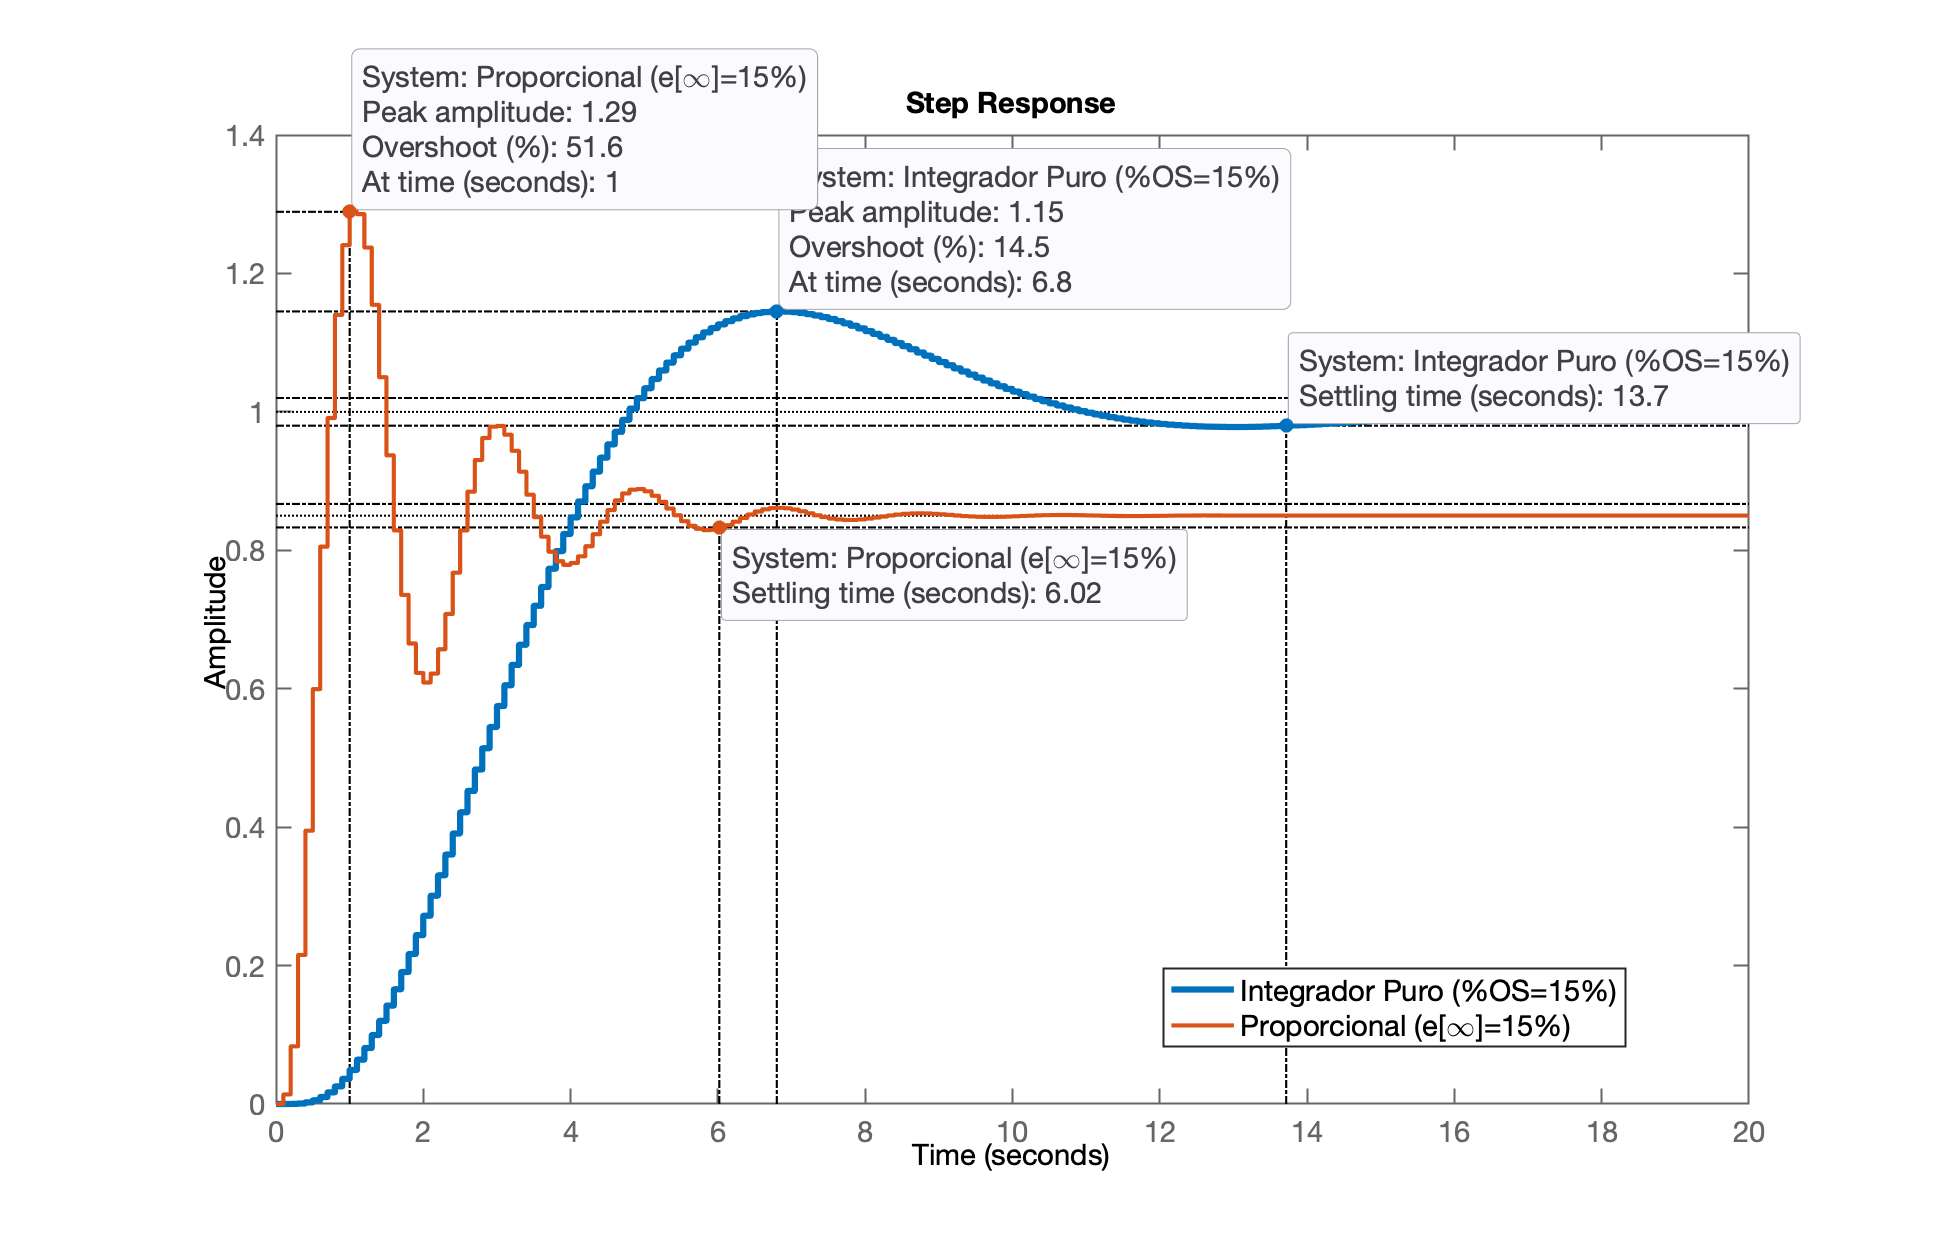 System: Proporcional (e[∞]=15%)
Peak amplitude: 1.29
Overshoot (%): 51.6
At time (seconds): 1
Step Response
ystem: Integrador Puro (%OS=15%)
Peak amplitude: 1.15
Overshoot (%): 14.5
At time (seconds): 6.8
System: Integrador Puro (%OS=15%)
Settling time (seconds): 13.7
System: Proporcional (e[∞]=15%)
Settling time (seconds): 6.02
1.4
1.2
1
0.8
0.6
0.4
0.2
0
Amplitude
Integrador Puro (%OS=15%)
Proporcional (e[∞]=15%)
0 2 4 6 8 10 12 14 16 18 20
Time (seconds)